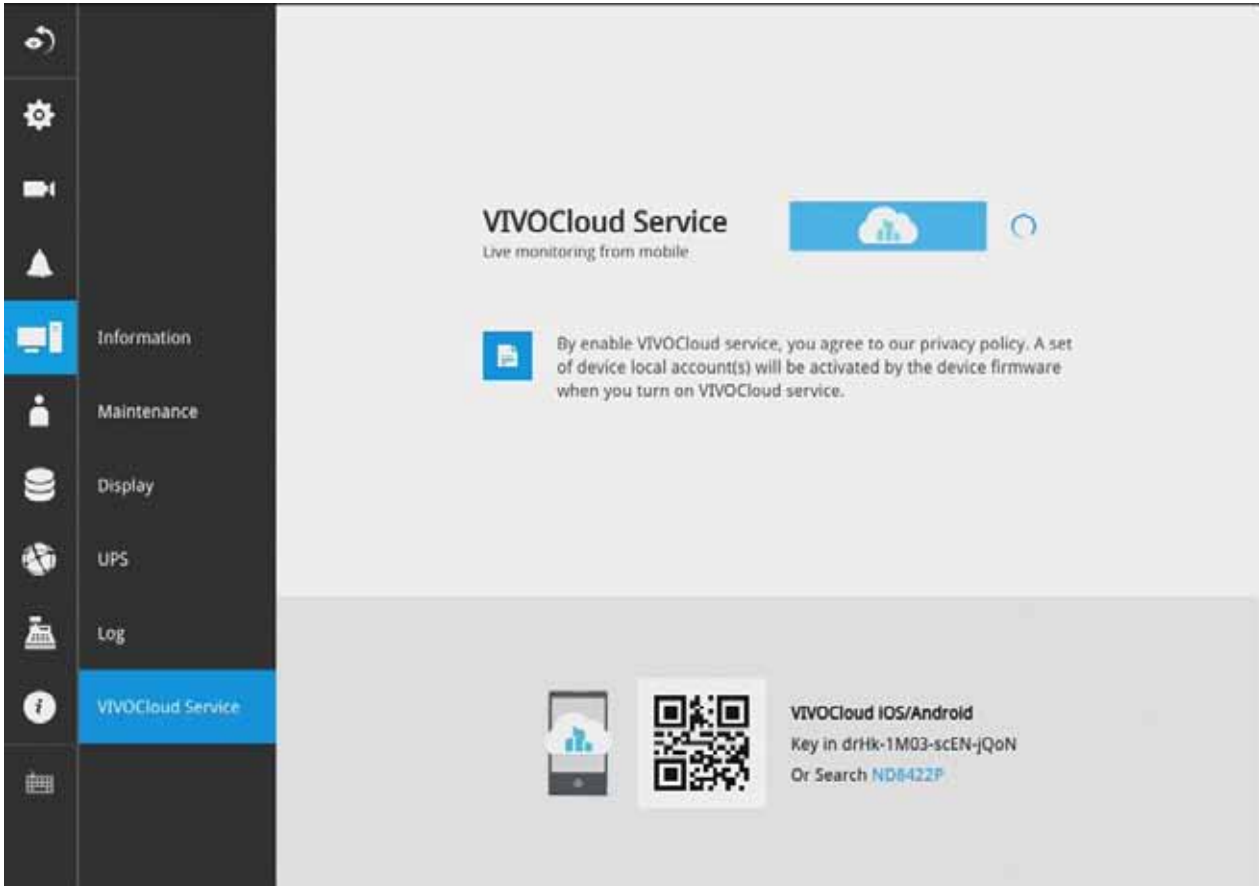 VIVOCloud Service
Live monitoring from mobile
By enable VIVOCloud service, you agree to our privacy policy. A set
of device local account(s) will be activated by the device firmware
when you turn on VIVOCloud service.
Information
Maintenance
Display
UPS
Log
VIVOCloud Service
VIVOCloud iOS/Android
Key in drHk-1M03-scEN-jQoN
Or Search ND8422P